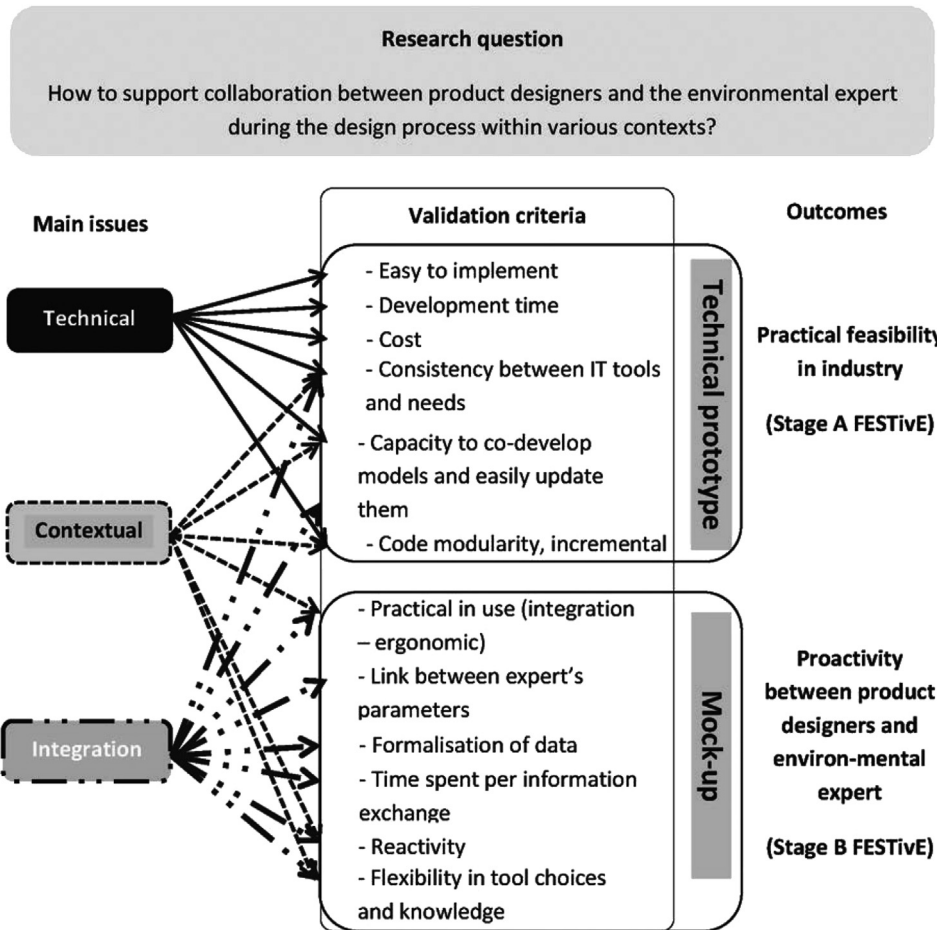 Research question
How to support collaboration between product designers and the environmental expert
during the design process within various contexts?
Main issues
Technical
Contextual
Integration
Validation criteria
- Easy to implement
- Development time
- Cost
- Consistency between IT tools
and needs
- Capacity to co-develop
models and easily update
them
- Code modularity, incremental
Technical prototype
- Practical in use (integration
– ergonomic)
- Link between expert's
parameters
- Formalisation of data
- Time spent per information
exchange
- Reactivity
- Flexibility in tool choices
and knowledge
Mock-up
Outcomes
Practical feasibility
in industry
(Stage A FESTivE)
Proactivity
between product
designers and
environ-mental
expert
(Stage B FESTivE)